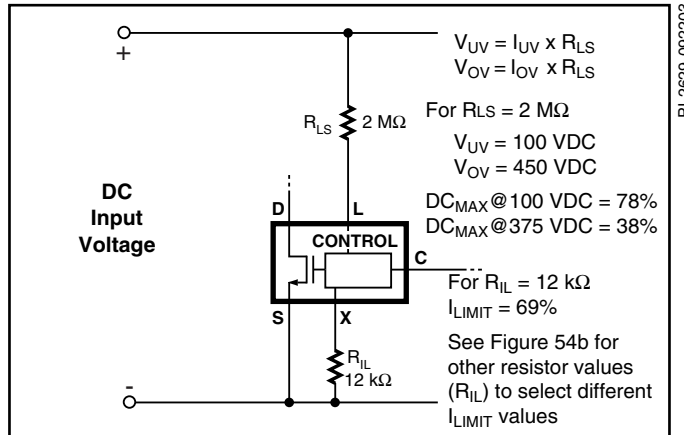 +
V_UV = I_UV x R_LS
V_OV = I_OV x R_LS
For RLS = 2 MΩ
V_UV = 100 VDC
V_OV = 450 VDC
DC_MAX@100 VDC = 78%
DC_MAX@375 VDC = 38%
R_LS 2 MΩ
DC
Input
Voltage
D
L
CONTROL
C
S
X
For R_IL = 12 kΩ
I_LIMIT = 69%
See Figure 54b for
other resistor values
(R_IL) to select different
I_LIMIT values
R_IL
12 kΩ
-